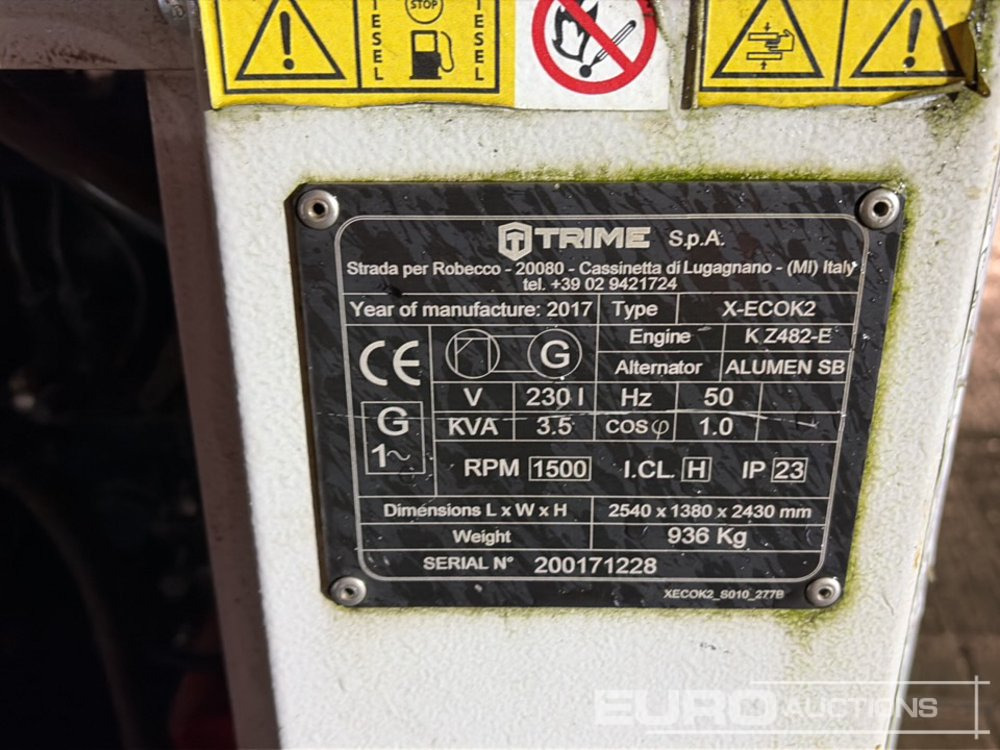 DIESEL STOP DIESEL
TRIME S.p.A.
Strada per Robecco - 20080 - Cassinetta di Lugagnano - (MI) Italy
tel. +39 02 9421724
Year of manufacture: 2017 Type X-ECOK2
Engine K Z482-E
CE G Alternator ALUMEN SB
V 230 I Hz 50
G KVA 3.5 COS φ 1.0
1~ RPM 1500 I.CL. H IP 23
Dimensions L x W x H 2540 x 1380 x 2430 mm
Weight 936 Kg
SERIAL N° 200171228
XECOK2_S010_277B
EURO AUCTIONS